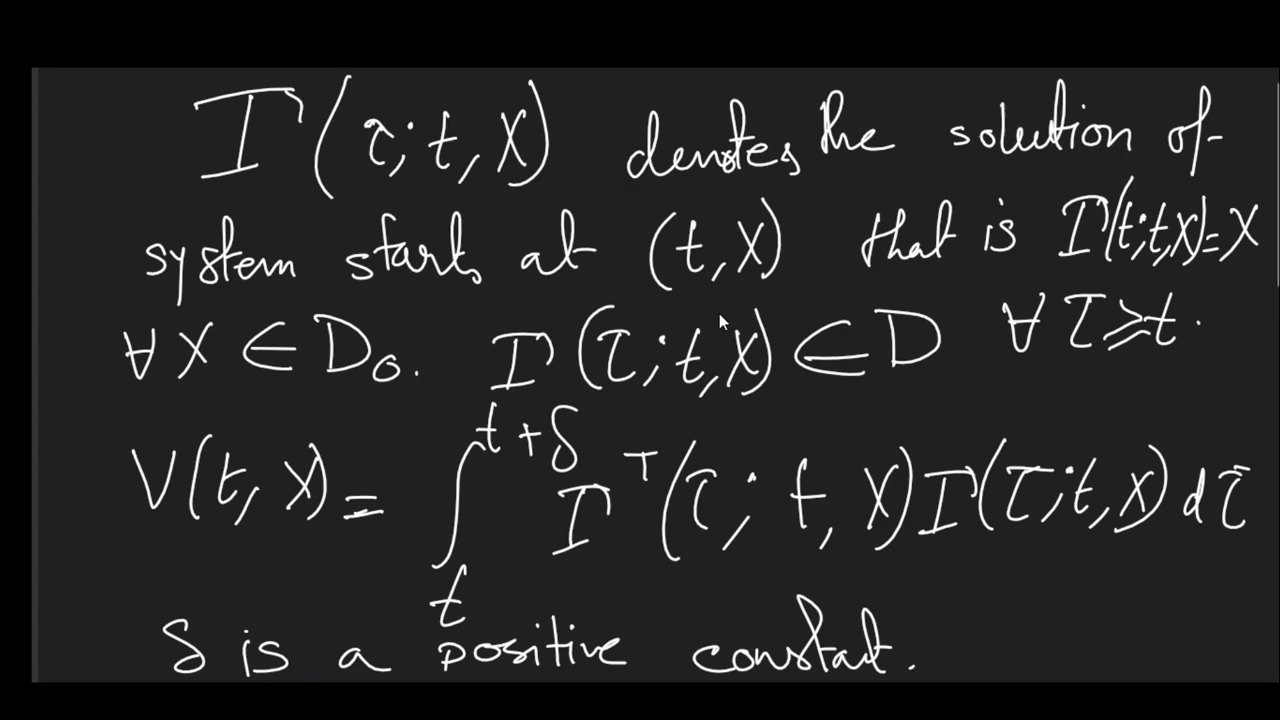 Γ(τ; t, X) denotes the solution of
system starts at (t, X) that is Γ(t; t, X) = X
∀ X ∈ D₀. Γ(τ; t, X) ∈ D ∀ τ ≥ t.
V(t, X) = ∫ₜ^{t+δ} Γᵀ(τ; t, X) Γ(τ; t, X) dτ
δ is a positive constant.